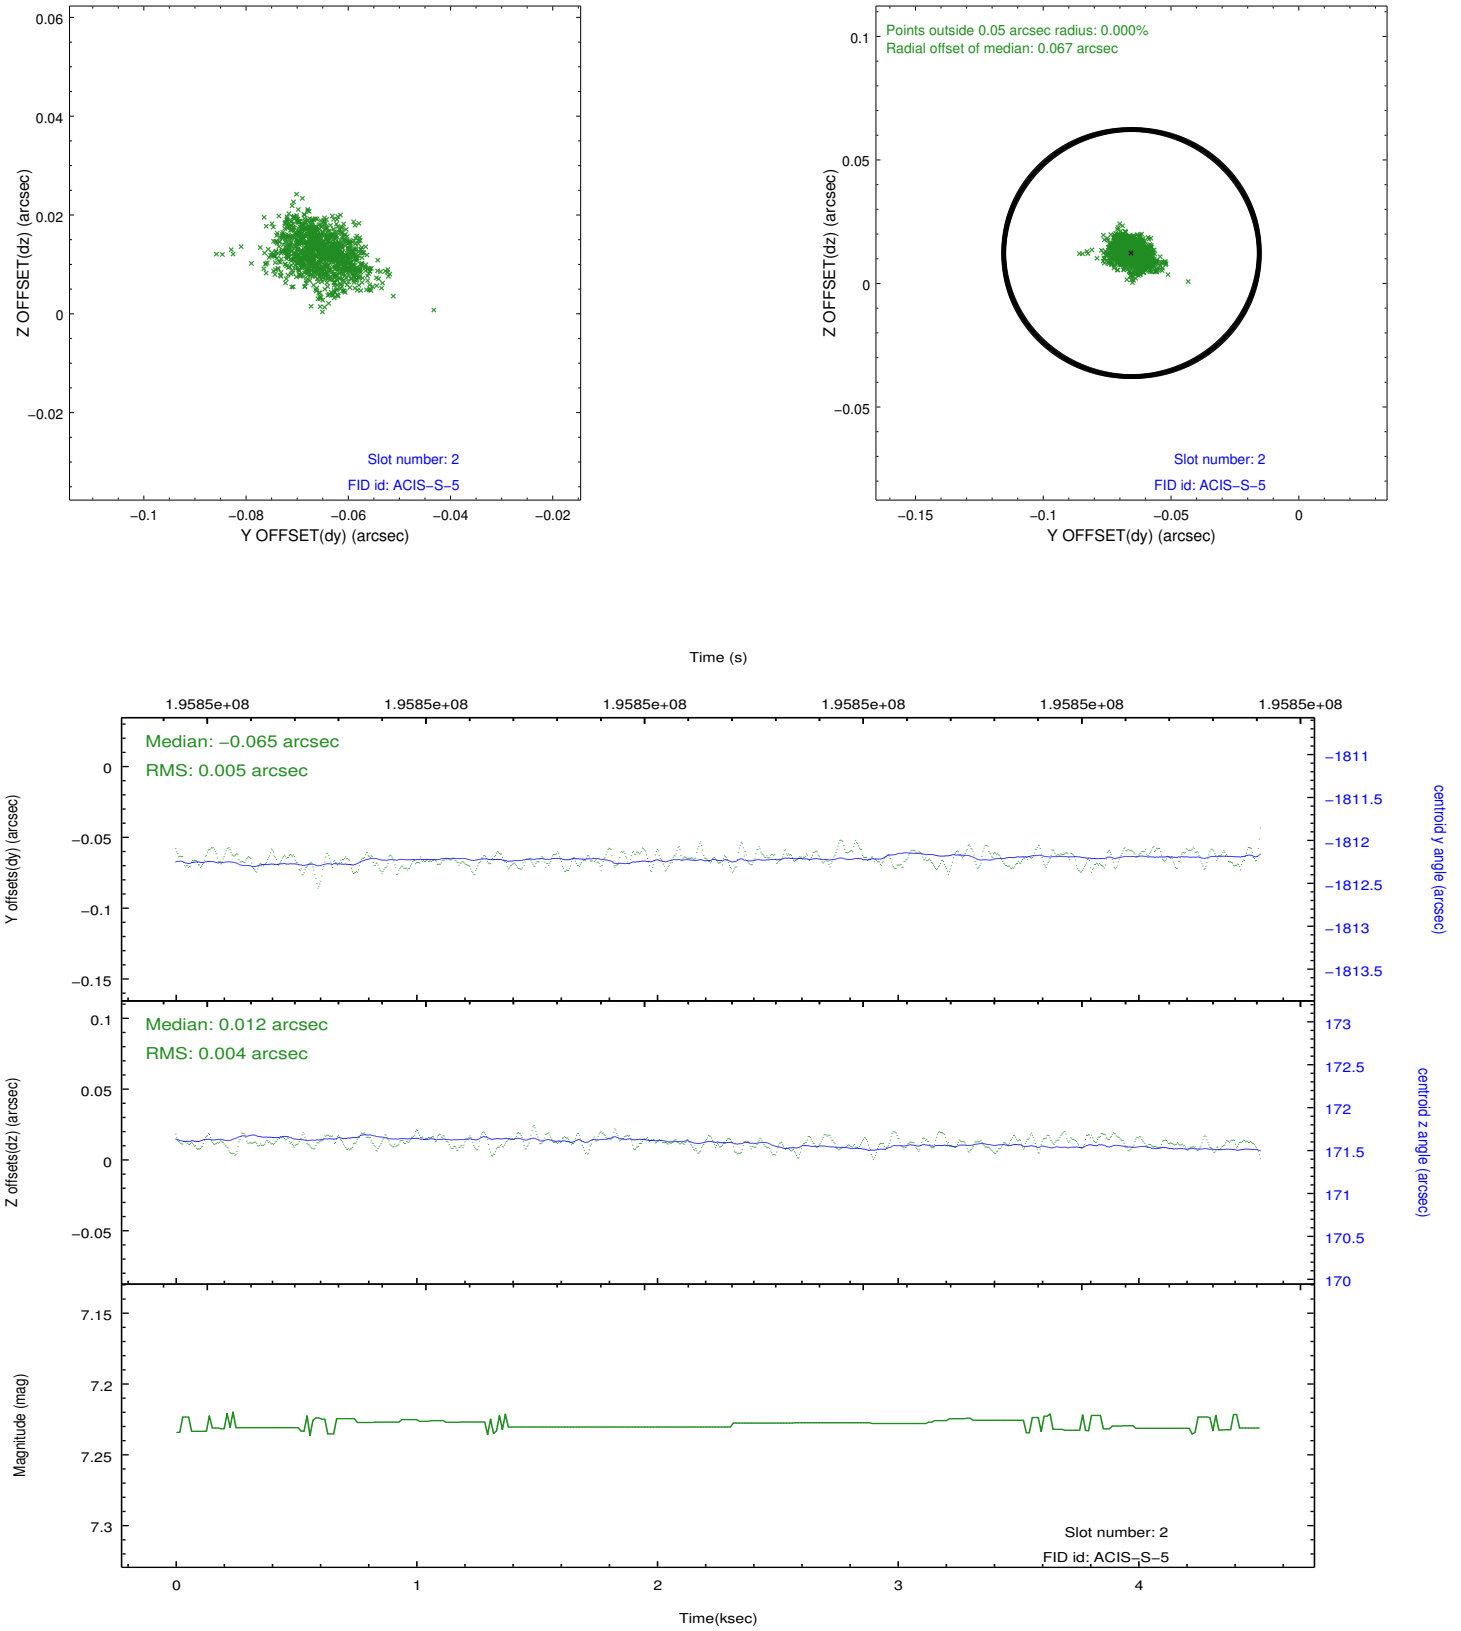 0.06
0.04
0.02
0
−0.02
Z OFFSET(dz) (arcsec)
Slot number: 2
FID id: ACIS−S−5
−0.1 −0.08 −0.06 −0.04 −0.02
Y OFFSET(dy) (arcsec)
Points outside 0.05 arcsec radius: 0.000%
Radial offset of median: 0.067 arcsec
0.1
0.05
0
−0.05
Z OFFSET(dz) (arcsec)
Slot number: 2
FID id: ACIS−S−5
−0.15 −0.1 −0.05 0
Y OFFSET(dy) (arcsec)
Time (s)
1.9585e+08 1.9585e+08 1.9585e+08 1.9585e+08 1.9585e+08 1.9585e+08
Median: −0.065 arcsec
RMS: 0.005 arcsec
0
−0.05
−0.1
−0.15
Y offsets(dy) (arcsec)
−1811
−1811.5
−1812
−1812.5
−1813
−1813.5
centroid y angle (arcsec)
Median: 0.012 arcsec
RMS: 0.004 arcsec
0.1
0.05
0
−0.05
Z offsets(dz) (arcsec)
173
172.5
172
171.5
171
170.5
170
centroid z angle (arcsec)
7.15
7.2
7.25
7.3
Magnitude (mag)
Slot number: 2
FID id: ACIS−S−5
0 1 2 3 4
Time(ksec)